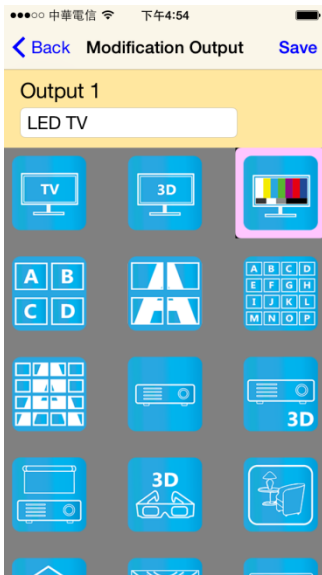 中華電信 下午4:54
Back Modification Output Save
Output 1
LED TV
TV 3D
A B A B C D
C D E F G H
I J K L
M N O P
3D
3D